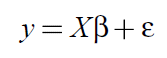 y = Xβ + ε